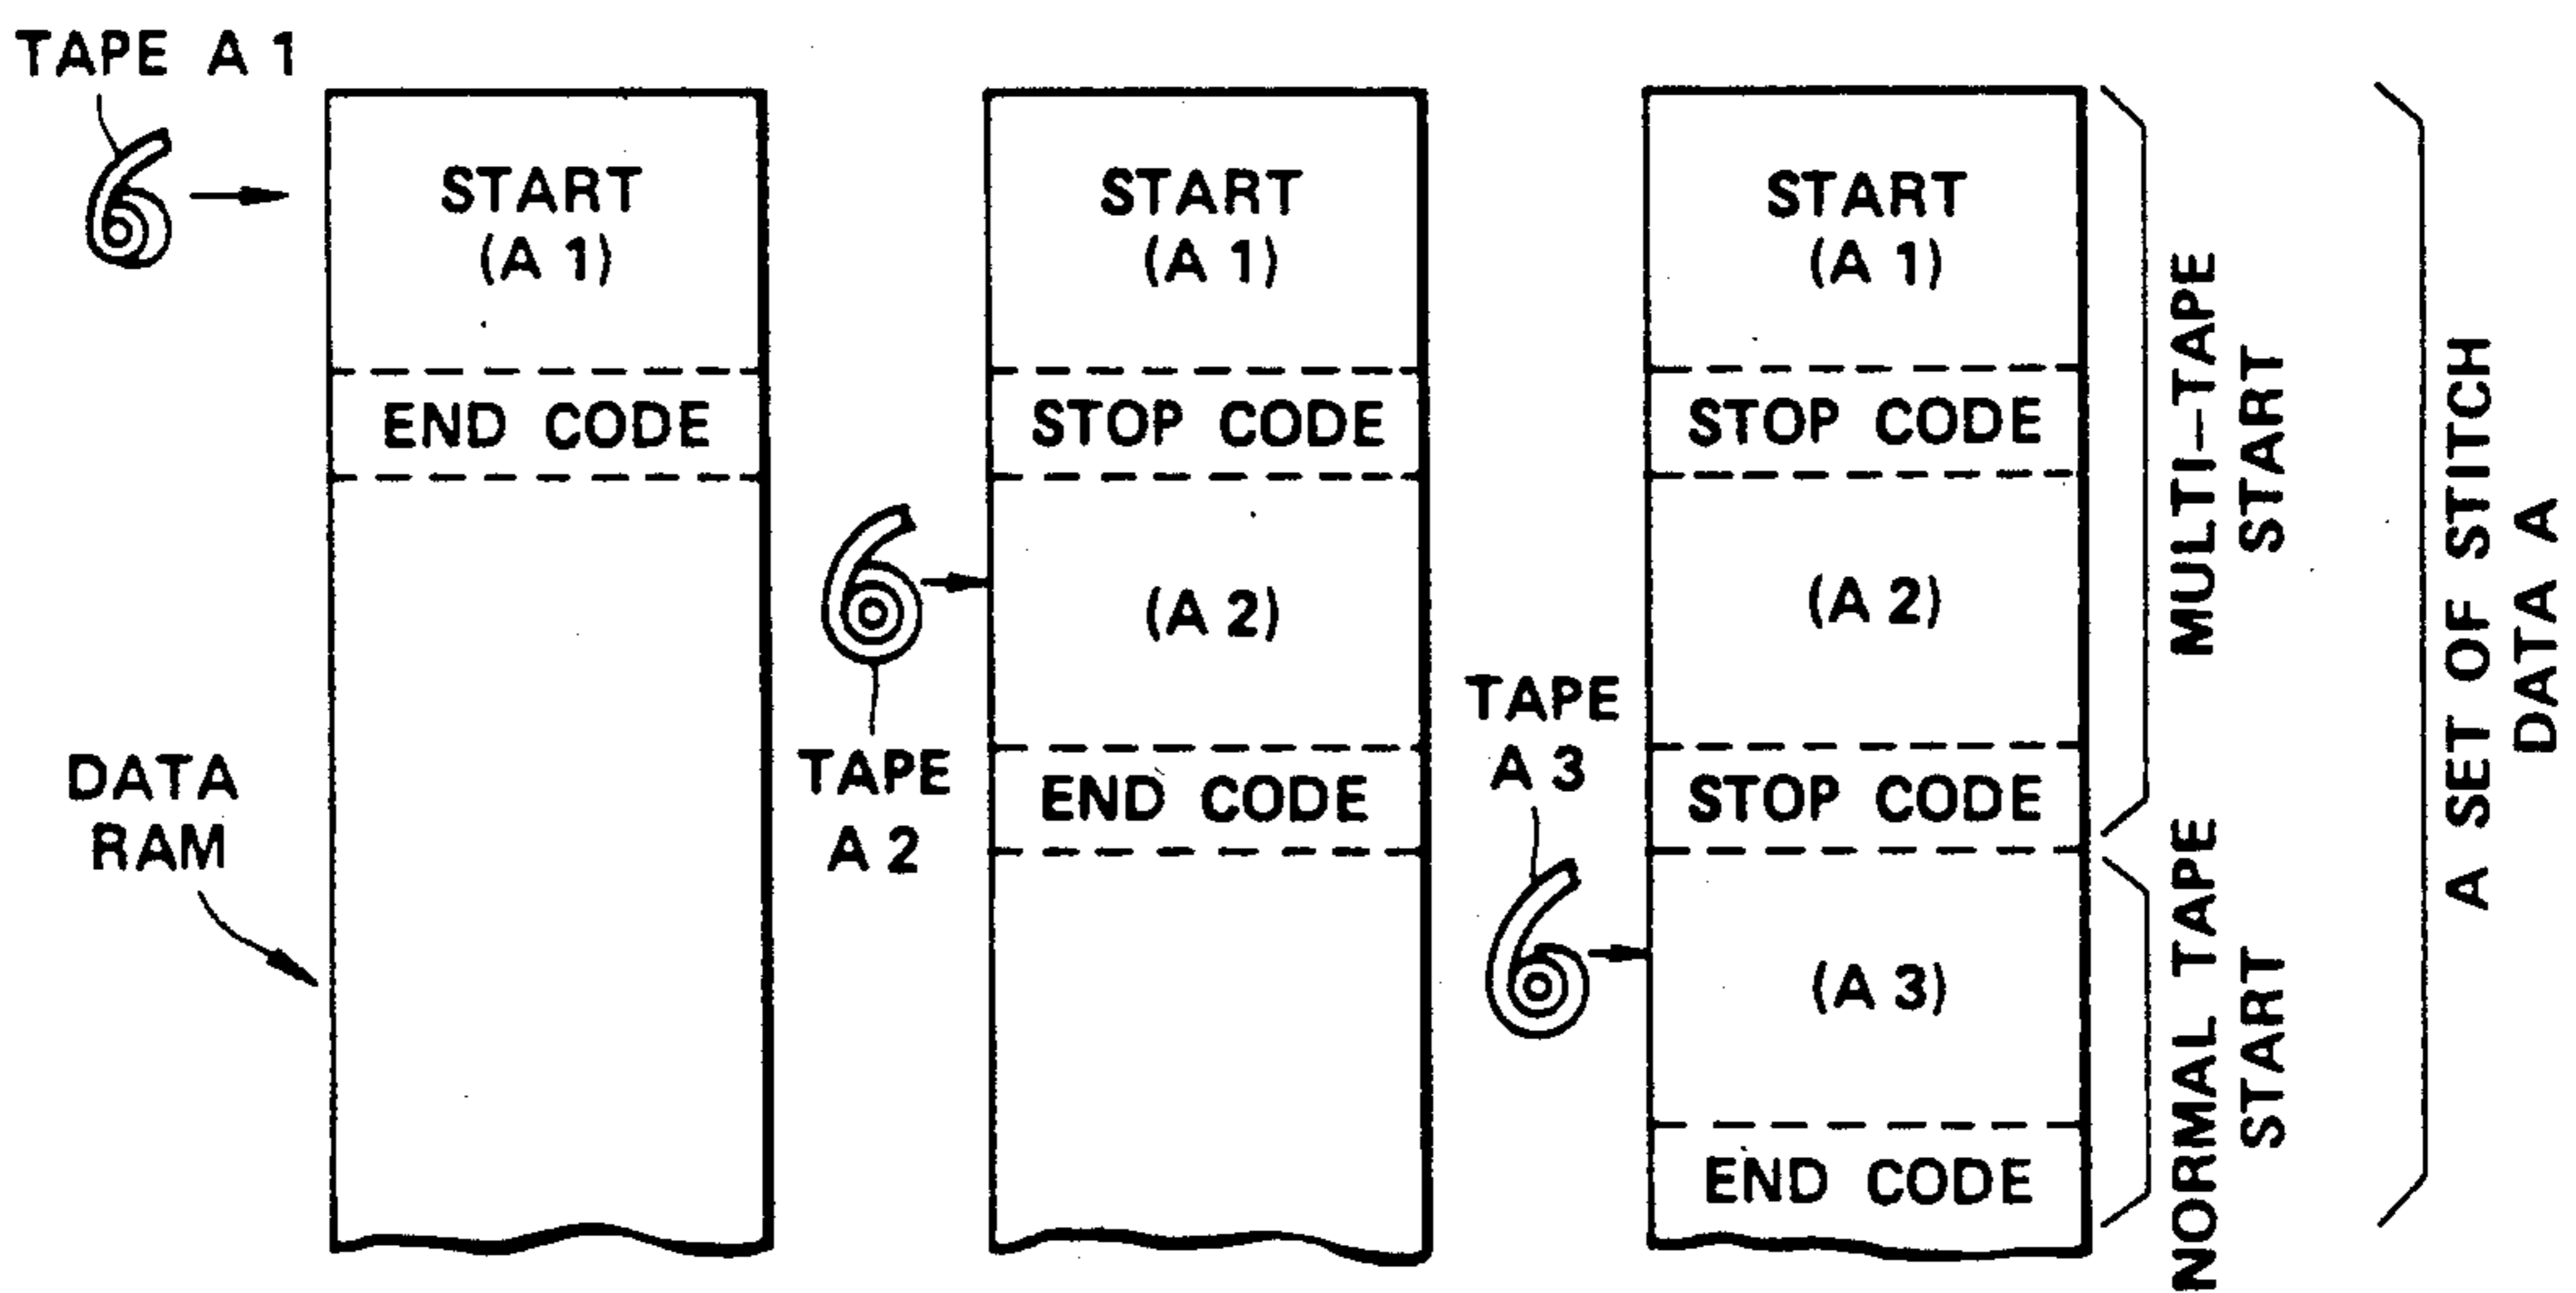 TAPE A 1
START
(A 1)
END CODE
DATA
RAM
START
(A 1)
STOP CODE
(A 2)
END CODE
TAPE
A 2
START
(A 1)
STOP CODE
(A 2)
STOP CODE
(A 3)
END CODE
TAPE
A 3
MULTI-TAPE
START
NORMAL TAPE
START
A SET OF STITCH
DATA A